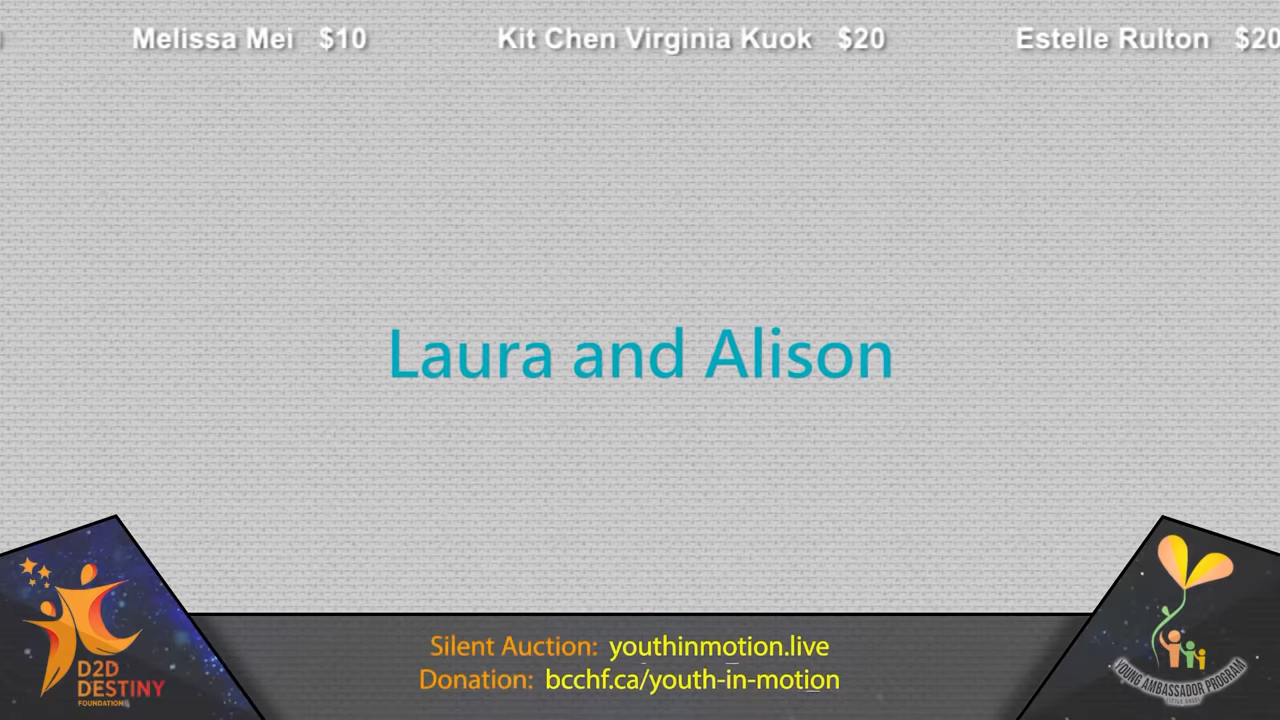 Melissa Mei $10 Kit Chen Virginia Kuok $20 Estelle Rulton $20
Laura and Alison
Silent Auction: youthinmotion.live
Donation: bcchf.ca/youth-in-motion
D2D
DESTINY
FOUNDATION
YOUNG AMBASSADOR PROGRAM